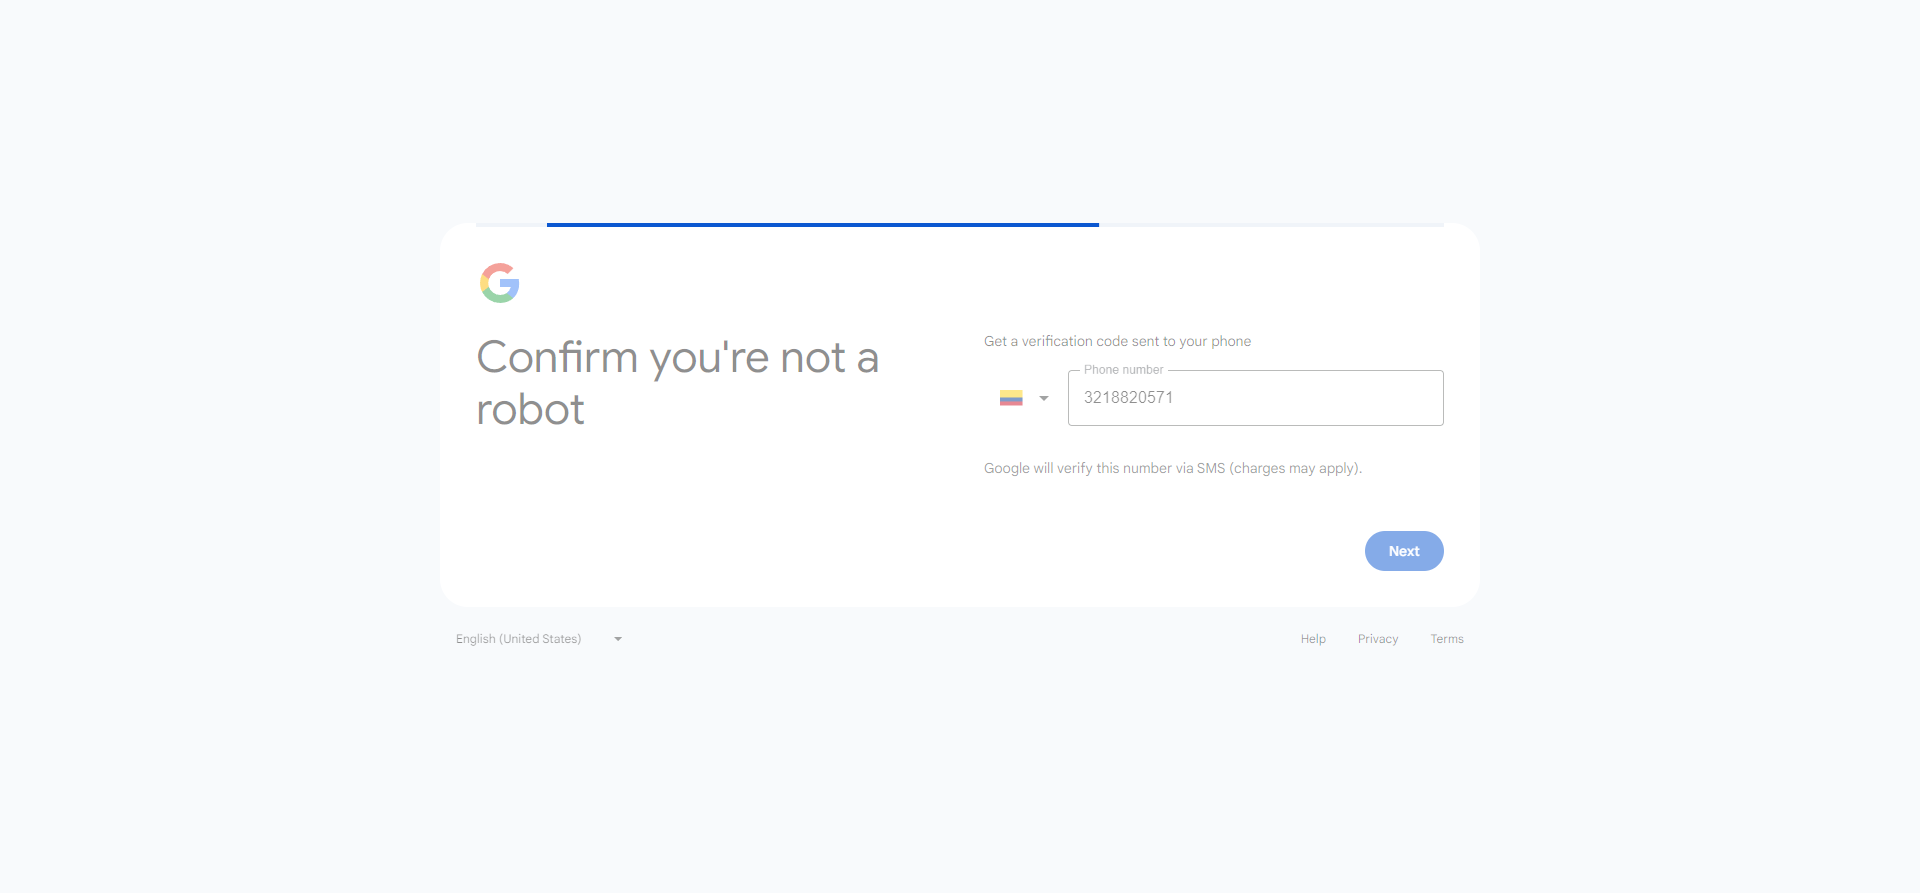 Confirm you're not a
robot
Get a verification code sent to your phone
Phone number
3218820571
Google will verify this number via SMS (charges may apply).
Next
English (United States)
Help Privacy Terms